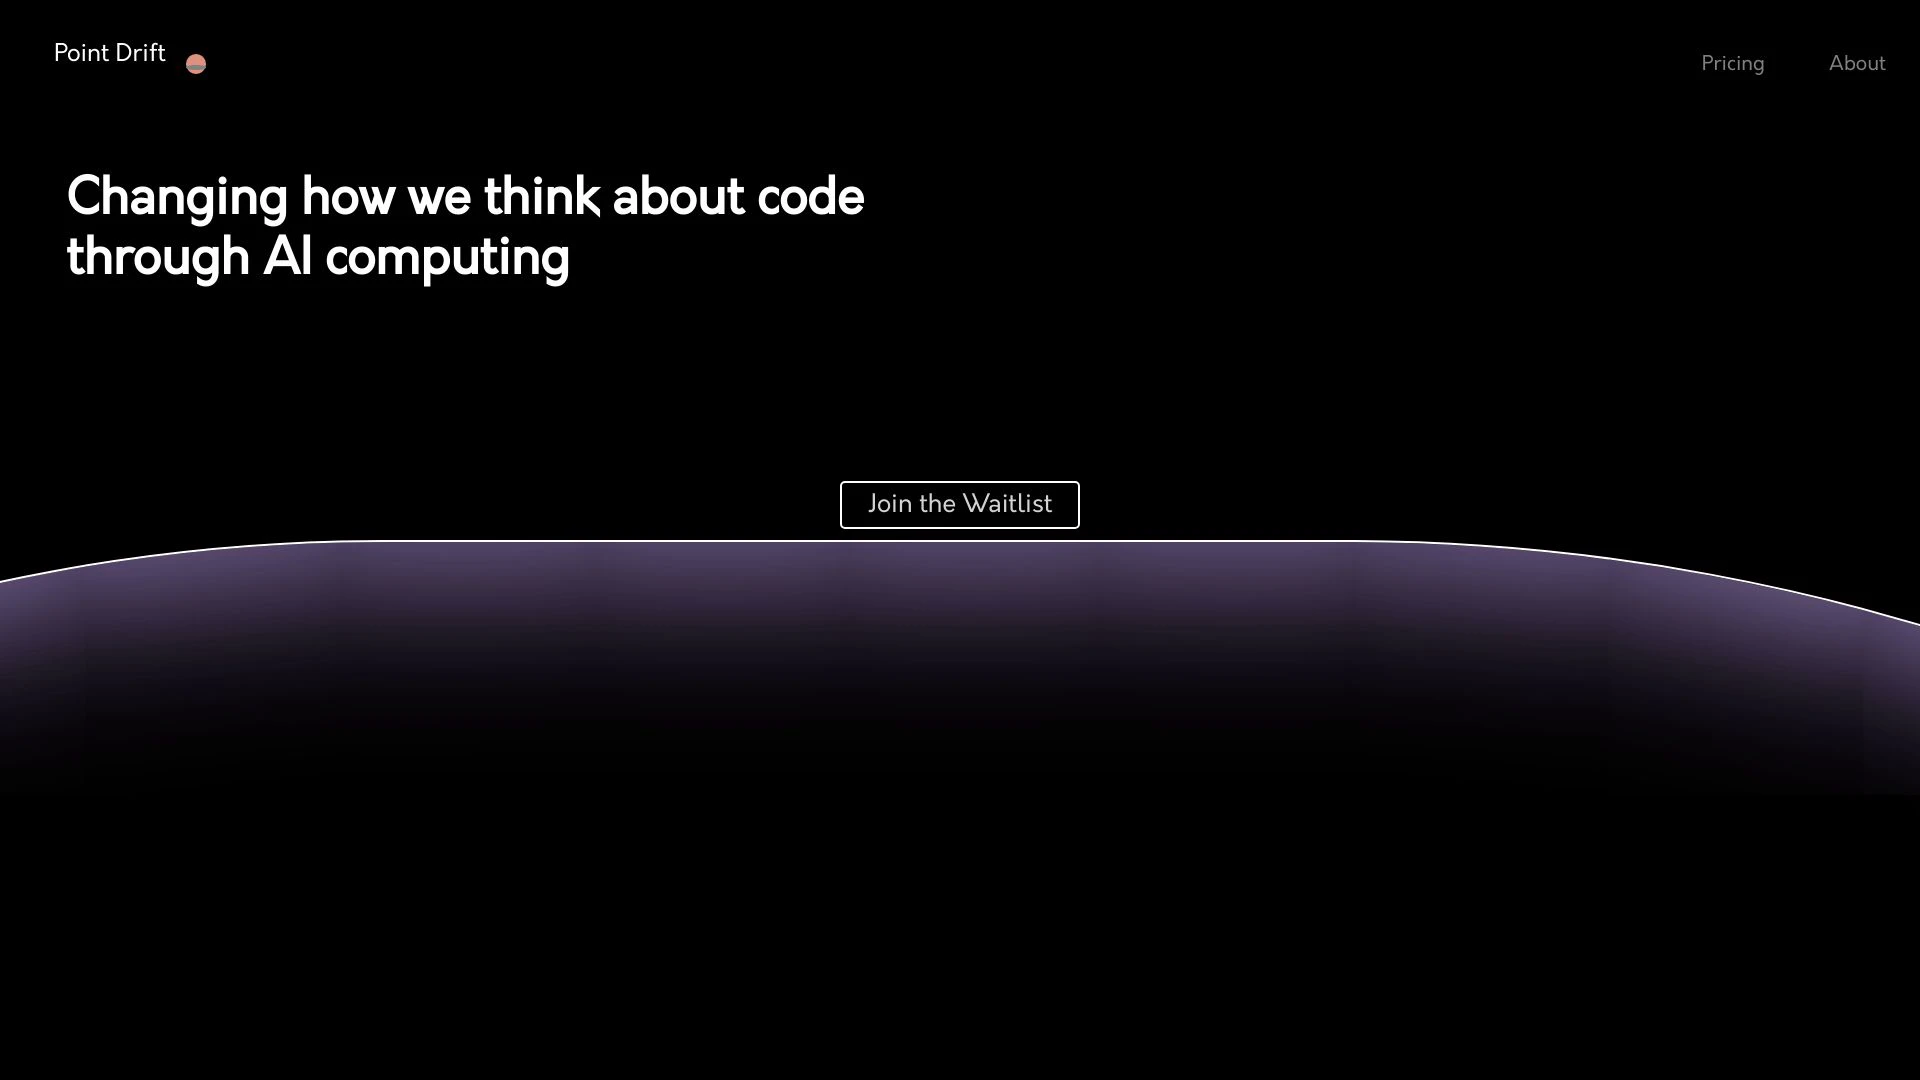 Point Drift
Pricing
About
Changing how we think about code
through AI computing
Join the Waitlist